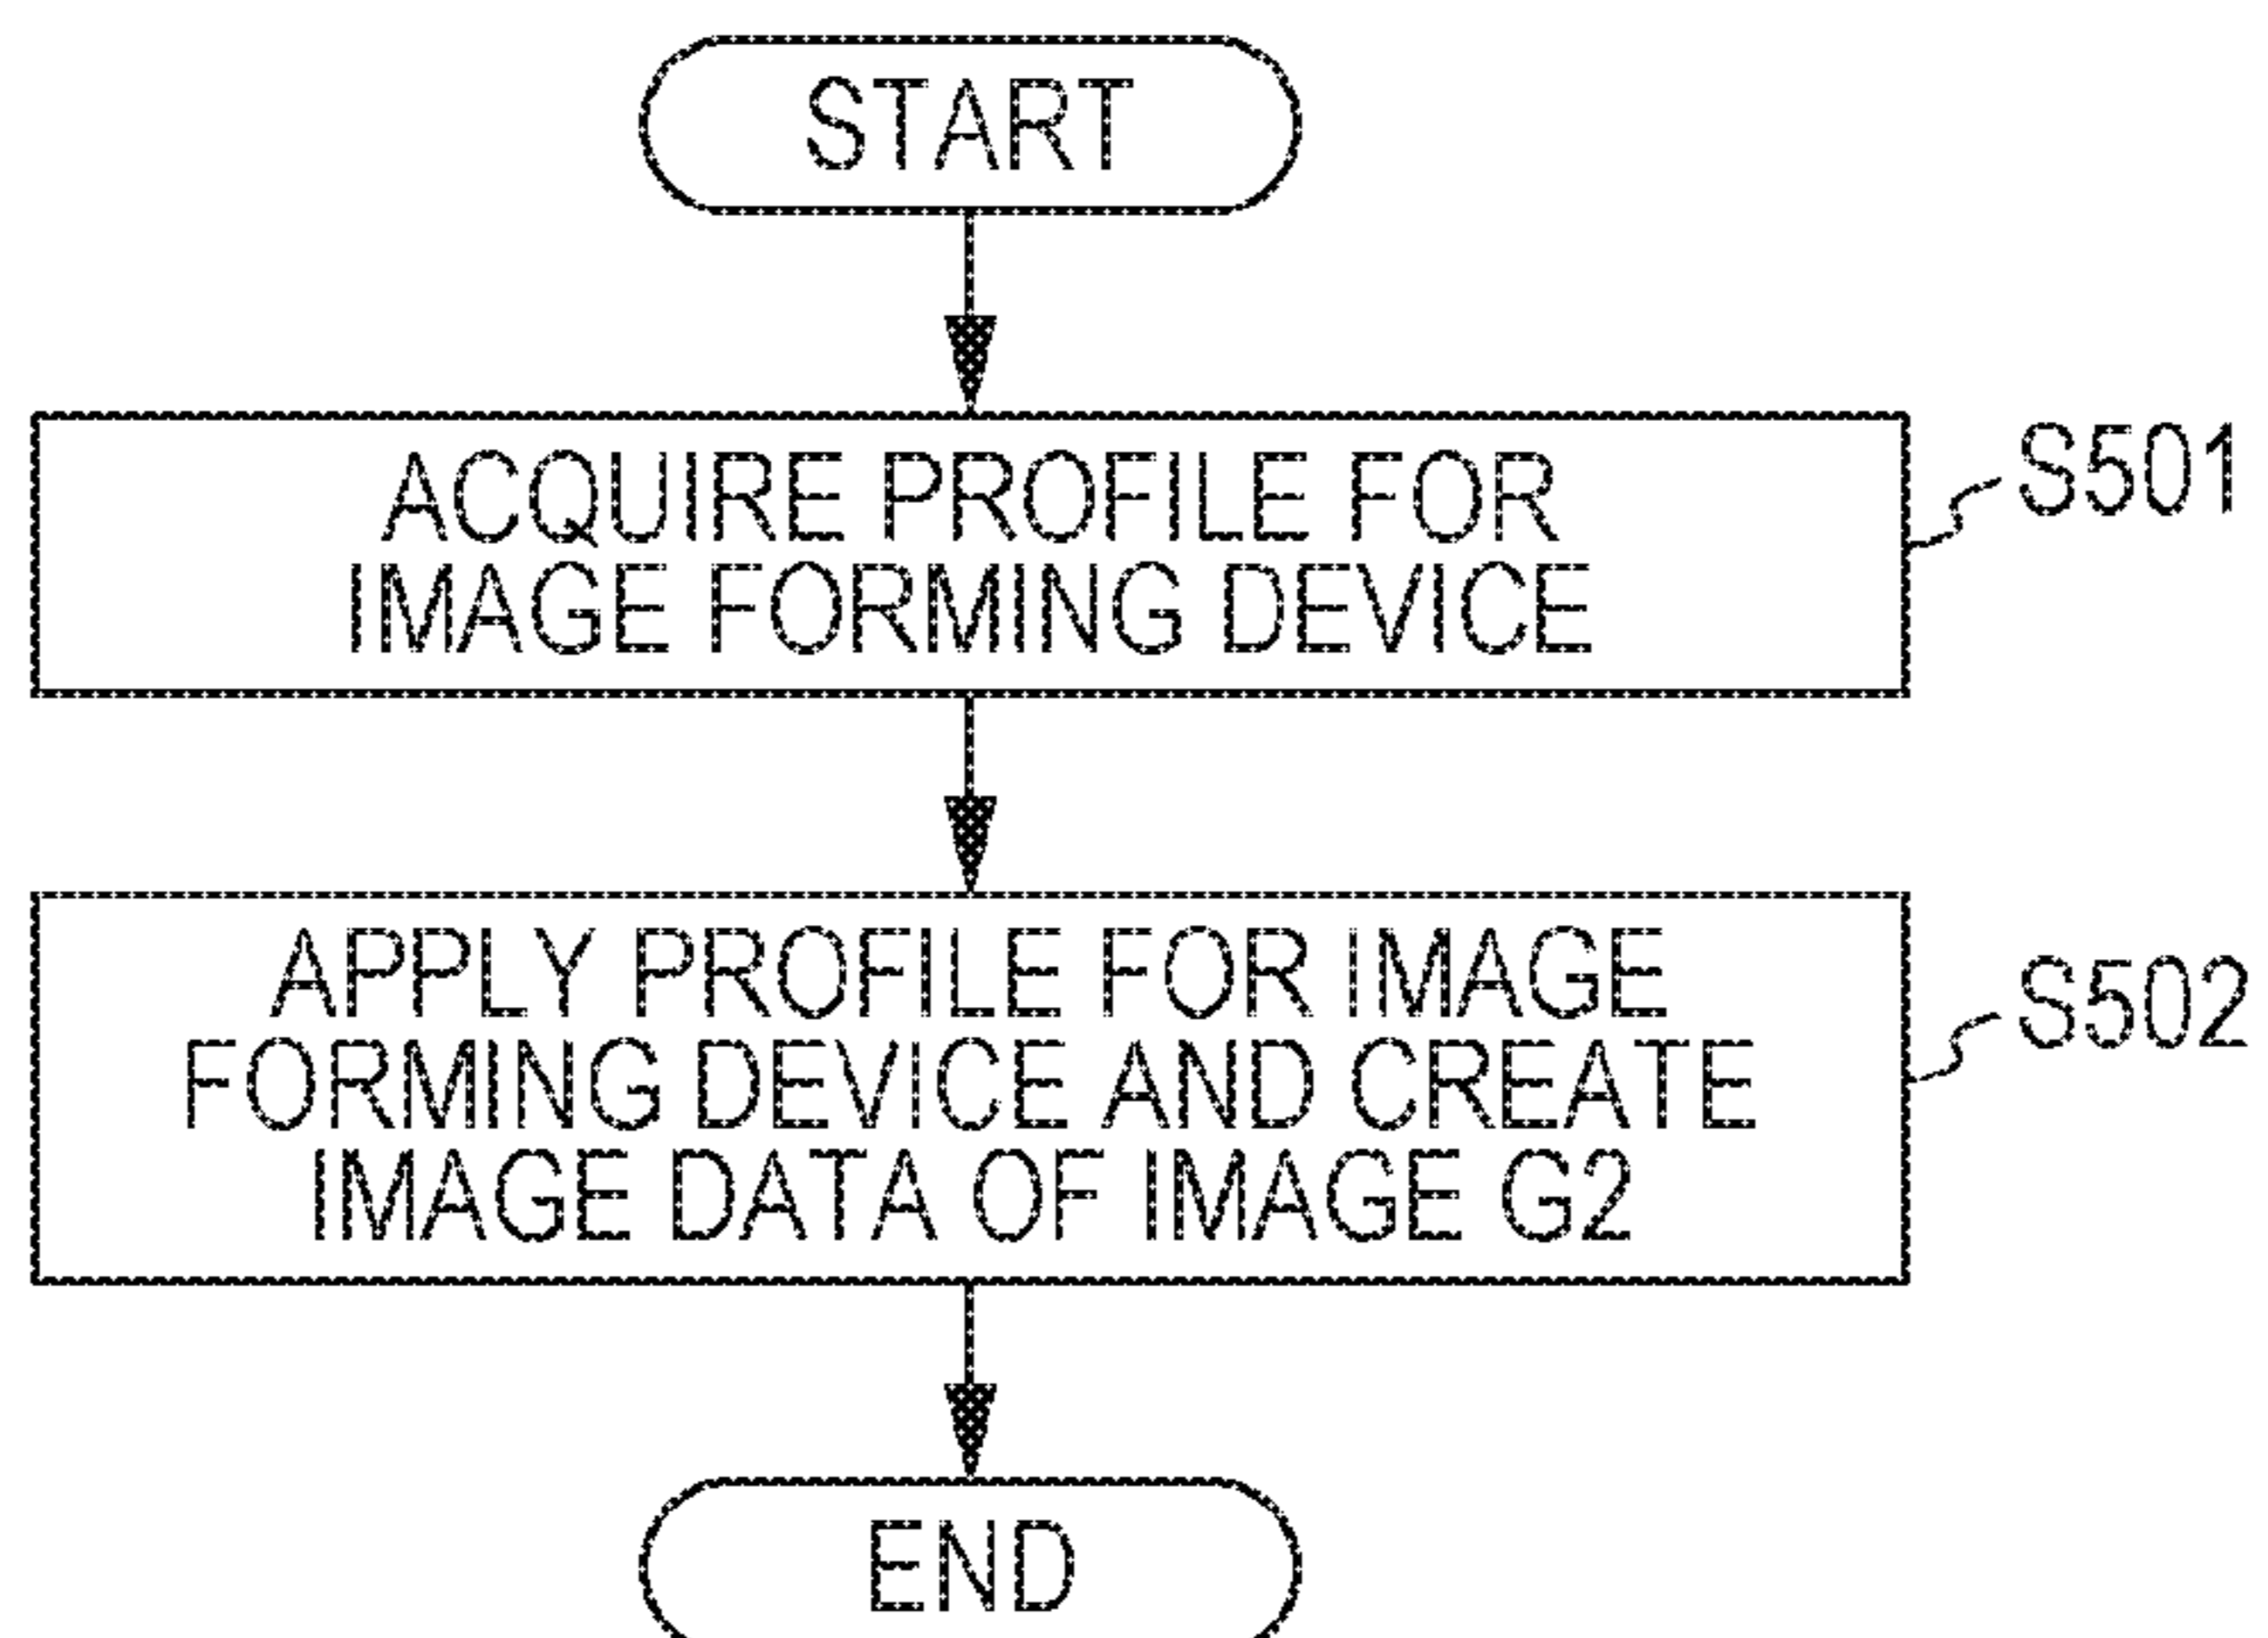 START
ACQUIRE PROFILE FOR
IMAGE FORMING DEVICE
S501
APPLY PROFILE FOR IMAGE
FORMING DEVICE AND CREATE
IMAGE DATA OF IMAGE G2
S502
END